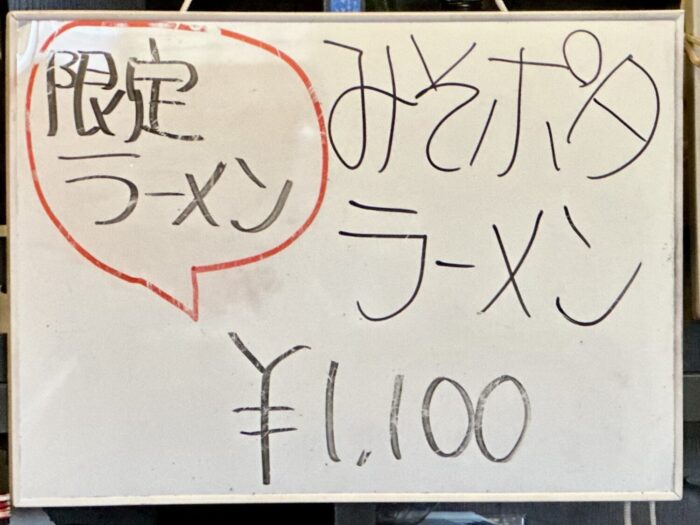 限定
ラーメン
みそポタ
ラーメン
¥1,100